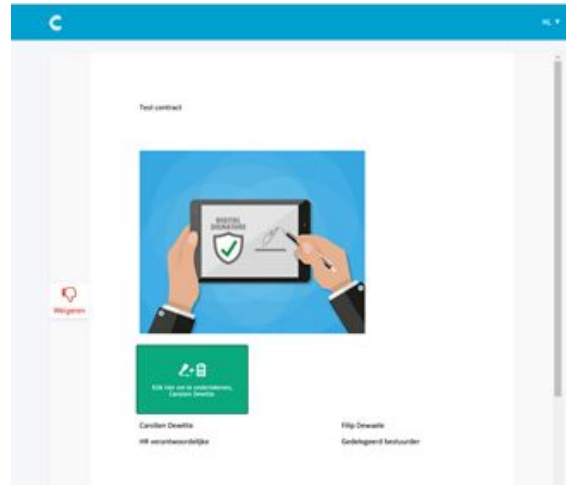 NL
Test contract
DIGITAL
SIGNATURE
Weigeren
Klik hier om te ondertekenen,
Carolien Dewitte
Carolien Dewitte
Filip Dewaele
HR verantwoordelijke
Gedelegeerd bestuurder